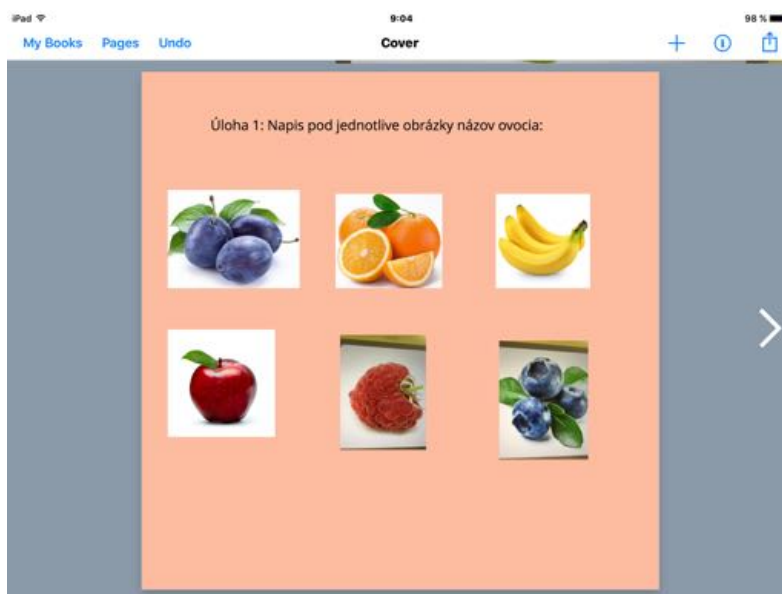 iPad 9:04 98 %
My Books Pages Undo Cover
Úloha 1: Napis pod jednotlive obrázky názov ovocia: